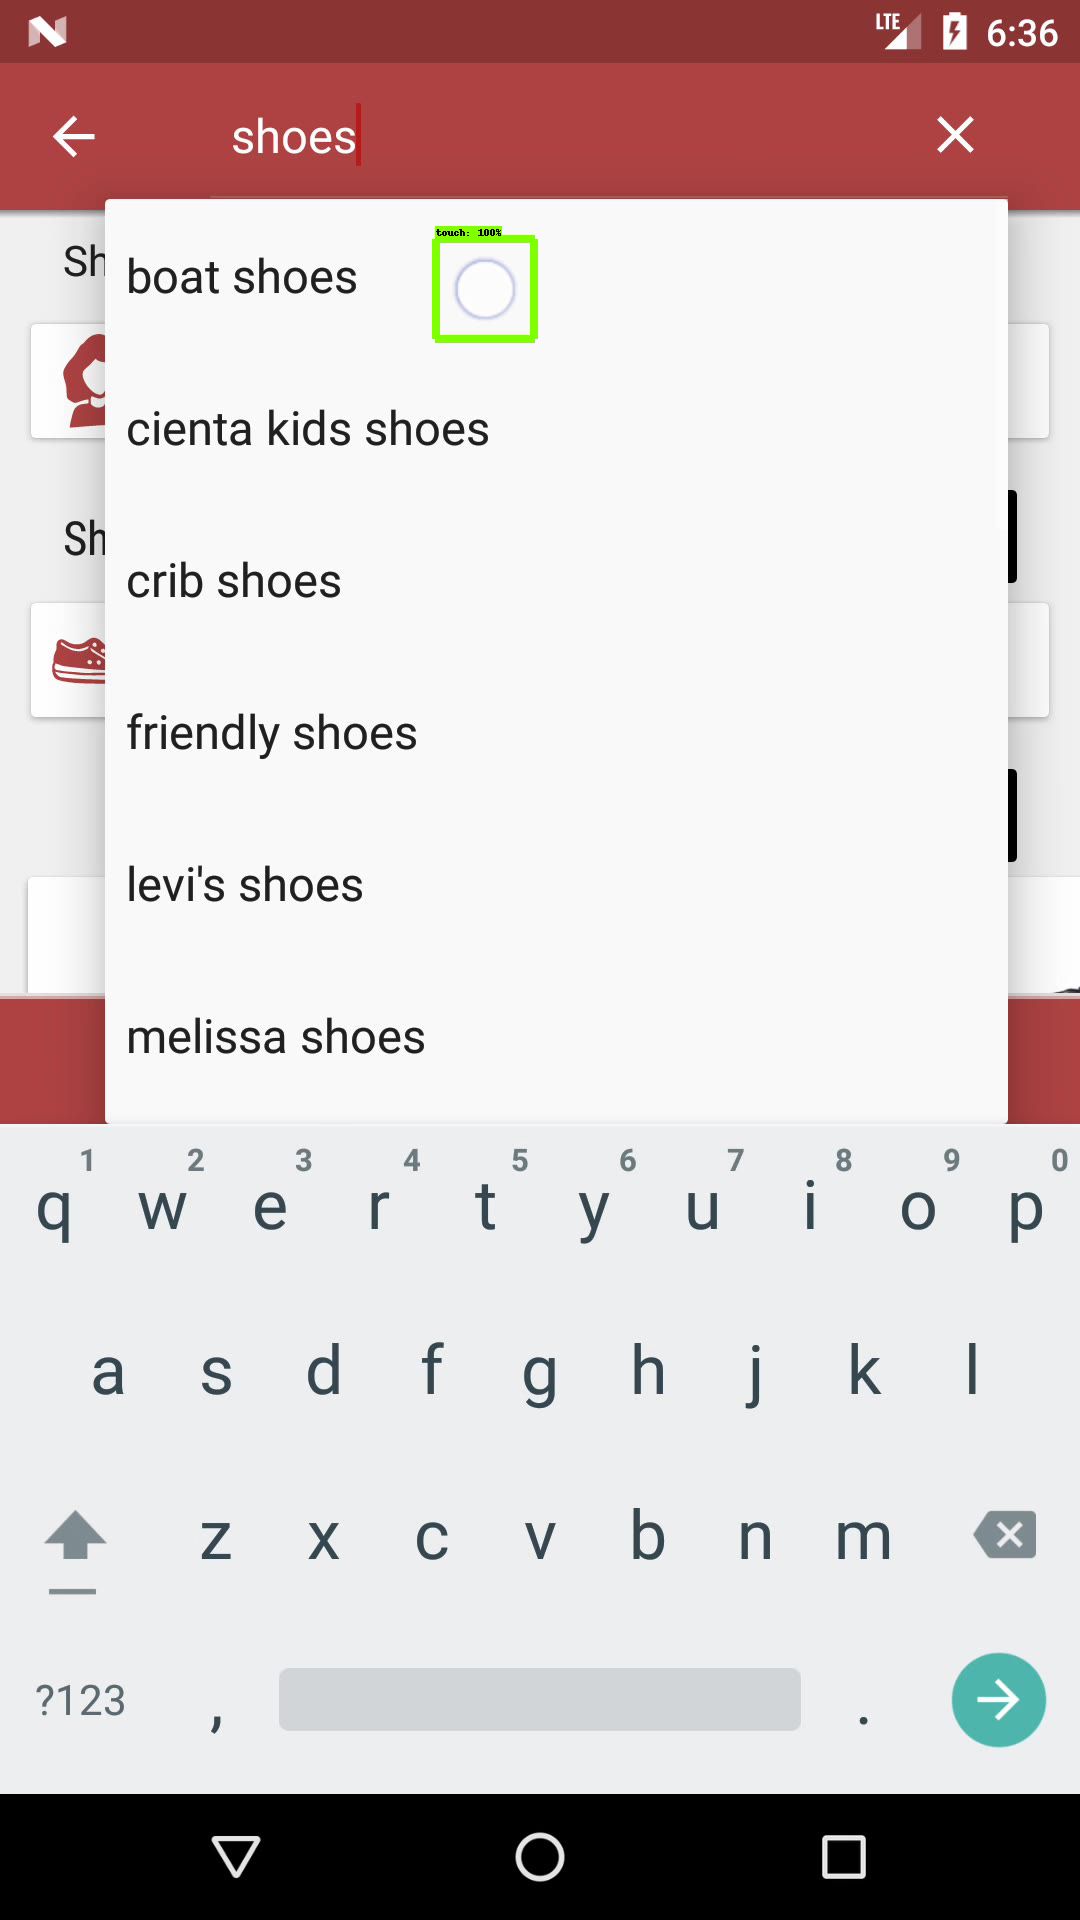 LTE 6:36
shoes
Sh
touch: 100%
boat shoes
cienta kids shoes
Sh
crib shoes
friendly shoes
levi's shoes
melissa shoes
1 2 3 4 5 6 7 8 9 0
q w e r t y u i o p
a s d f g h j k l
z x c v b n m
?123 , .